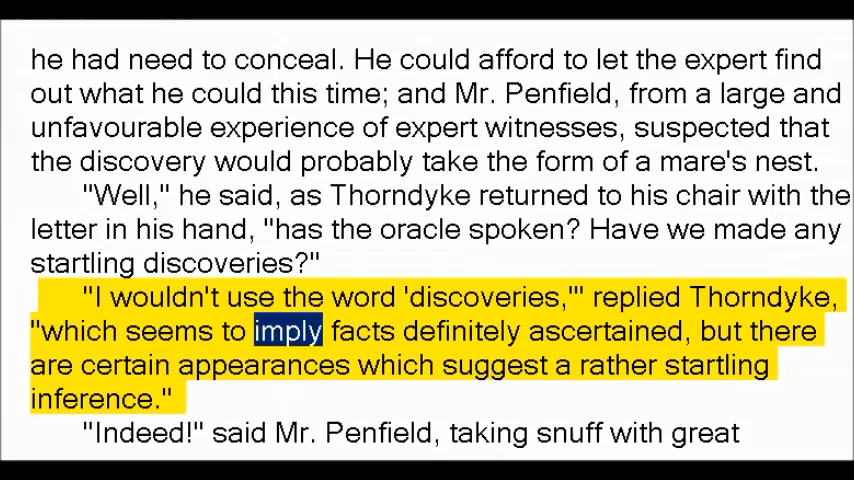 he had need to conceal. He could afford to let the expert find
out what he could this time; and Mr. Penfield, from a large and
unfavourable experience of expert witnesses, suspected that
the discovery would probably take the form of a mare's nest.
"Well," he said, as Thorndyke returned to his chair with the
letter in his hand, "has the oracle spoken? Have we made any
startling discoveries?"
"I wouldn't use the word 'discoveries,'" replied Thorndyke,
"which seems to imply facts definitely ascertained, but there
are certain appearances which suggest a rather startling
inference."
"Indeed!" said Mr. Penfield, taking snuff with great